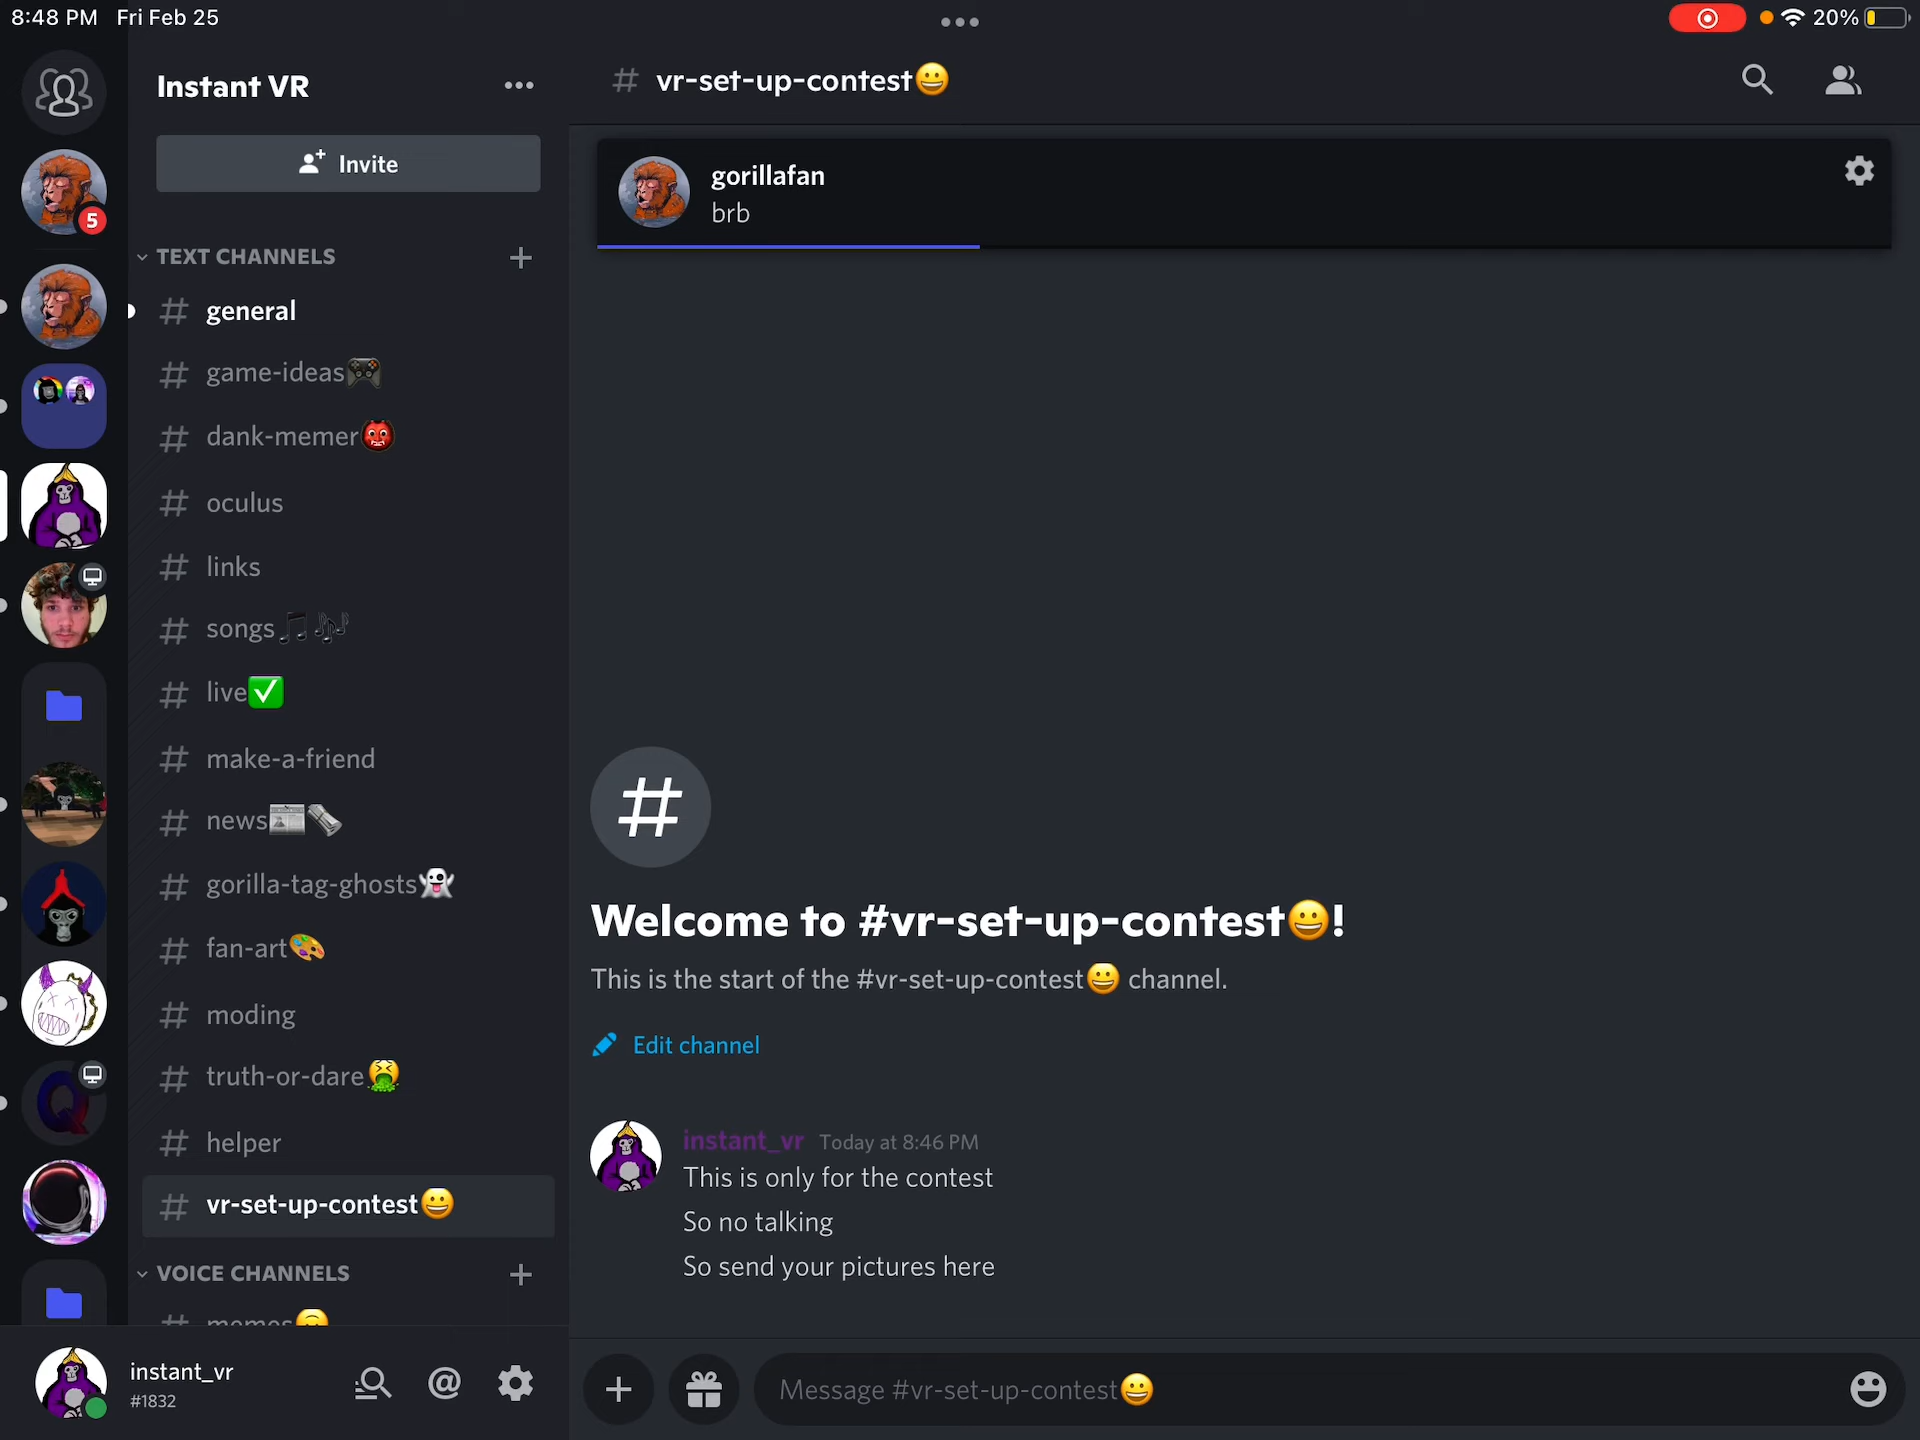 8:48 PM Fri Feb 25
20%
Instant VR
# vr-set-up-contest😀
Invite
gorillafan
brb
5
TEXT CHANNELS
# general
# game-ideas🎮
# dank-memer👹
# oculus
# links
# songs🎵🎶
# live✅
# make-a-friend
# news📰🗞️
# gorilla-tag-ghosts👻
# fan-art🎨
# moding
# truth-or-dare🤮
# helper
# vr-set-up-contest😀
VOICE CHANNELS
# memes🙃
instant_vr
#1832
#
Welcome to #vr-set-up-contest😀!
This is the start of the #vr-set-up-contest😀 channel.
Edit channel
instant_vr Today at 8:46 PM
This is only for the contest
So no talking
So send your pictures here
Message #vr-set-up-contest😀